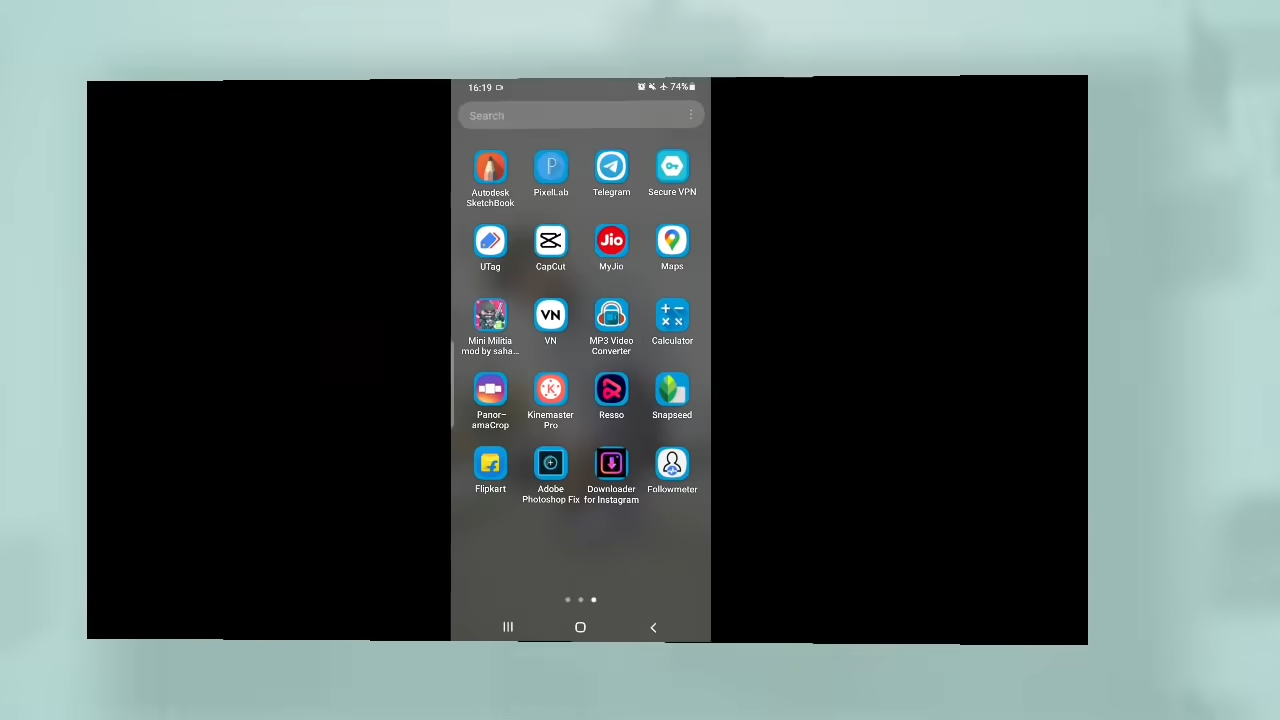 16:19 74%
Search
Autodesk SketchBook
P
PixelLab
Telegram
Secure VPN
UTag
CapCut
Jio
MyJio
Maps
Mini Militia mod by saha...
VN
VN
MP3 Video Converter
Calculator
Panor-amaCrop
K
Kinemaster Pro
Resso
Snapseed
Flipkart
Adobe Photoshop Fix
Downloader for Instagram
Followmeter